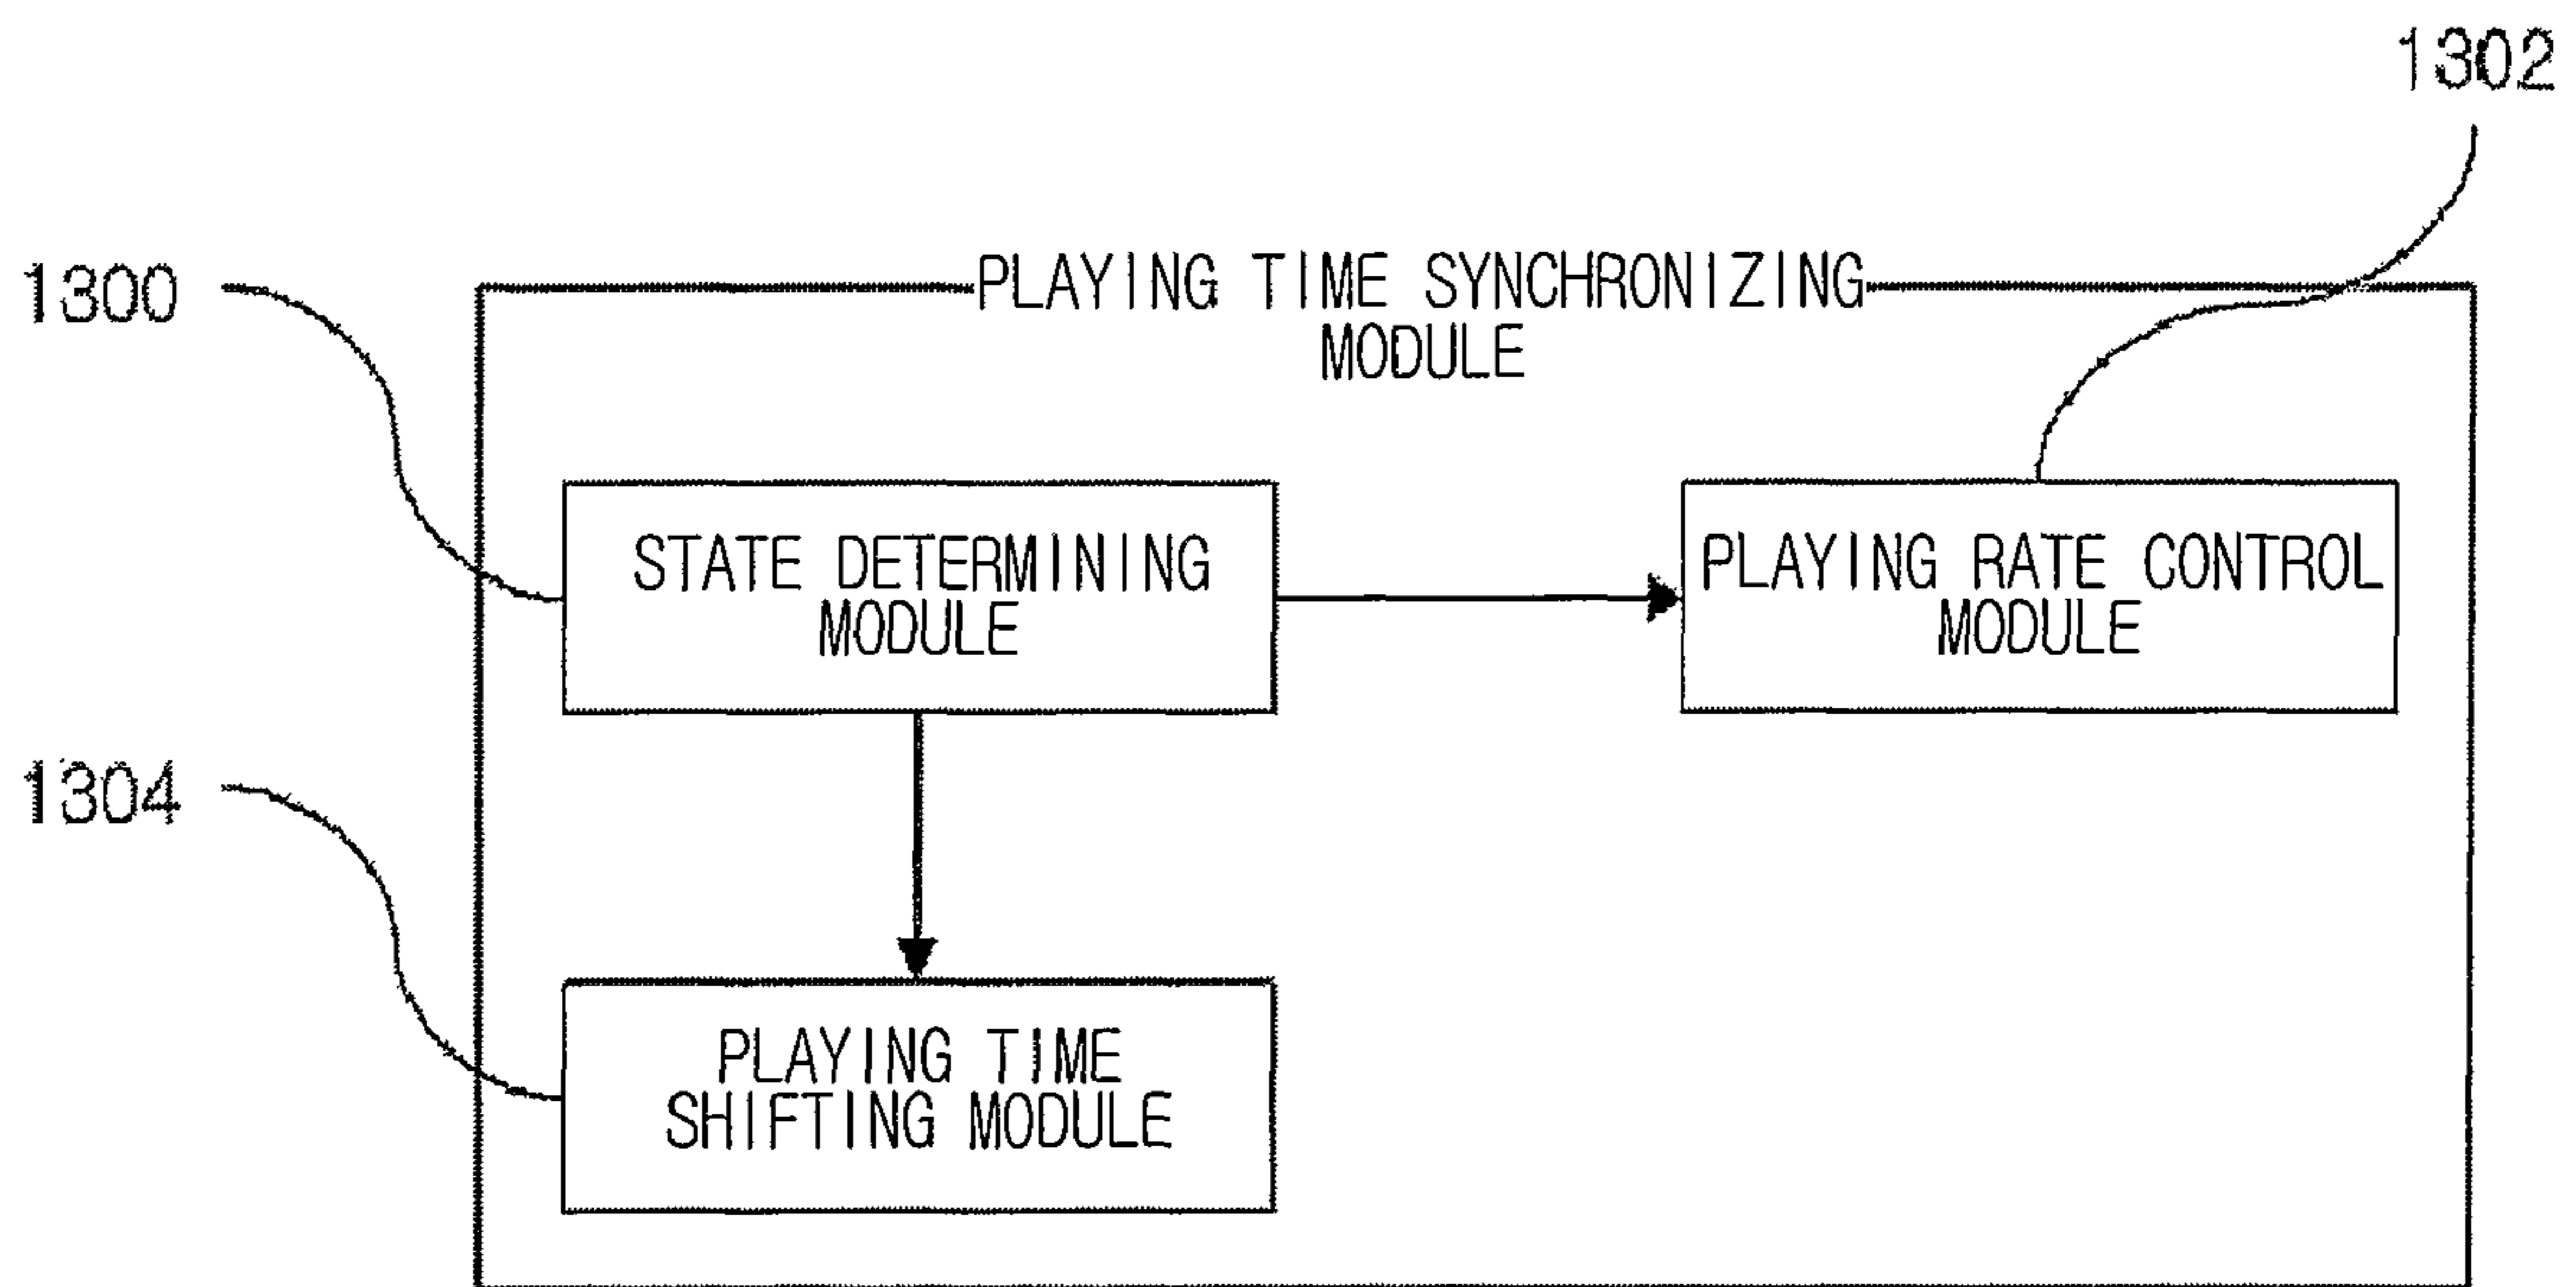 1302
1300
PLAYING TIME SYNCHRONIZING
MODULE
STATE DETERMINING
MODULE
PLAYING RATE CONTROL
MODULE
1304
PLAYING TIME
SHIFTING MODULE